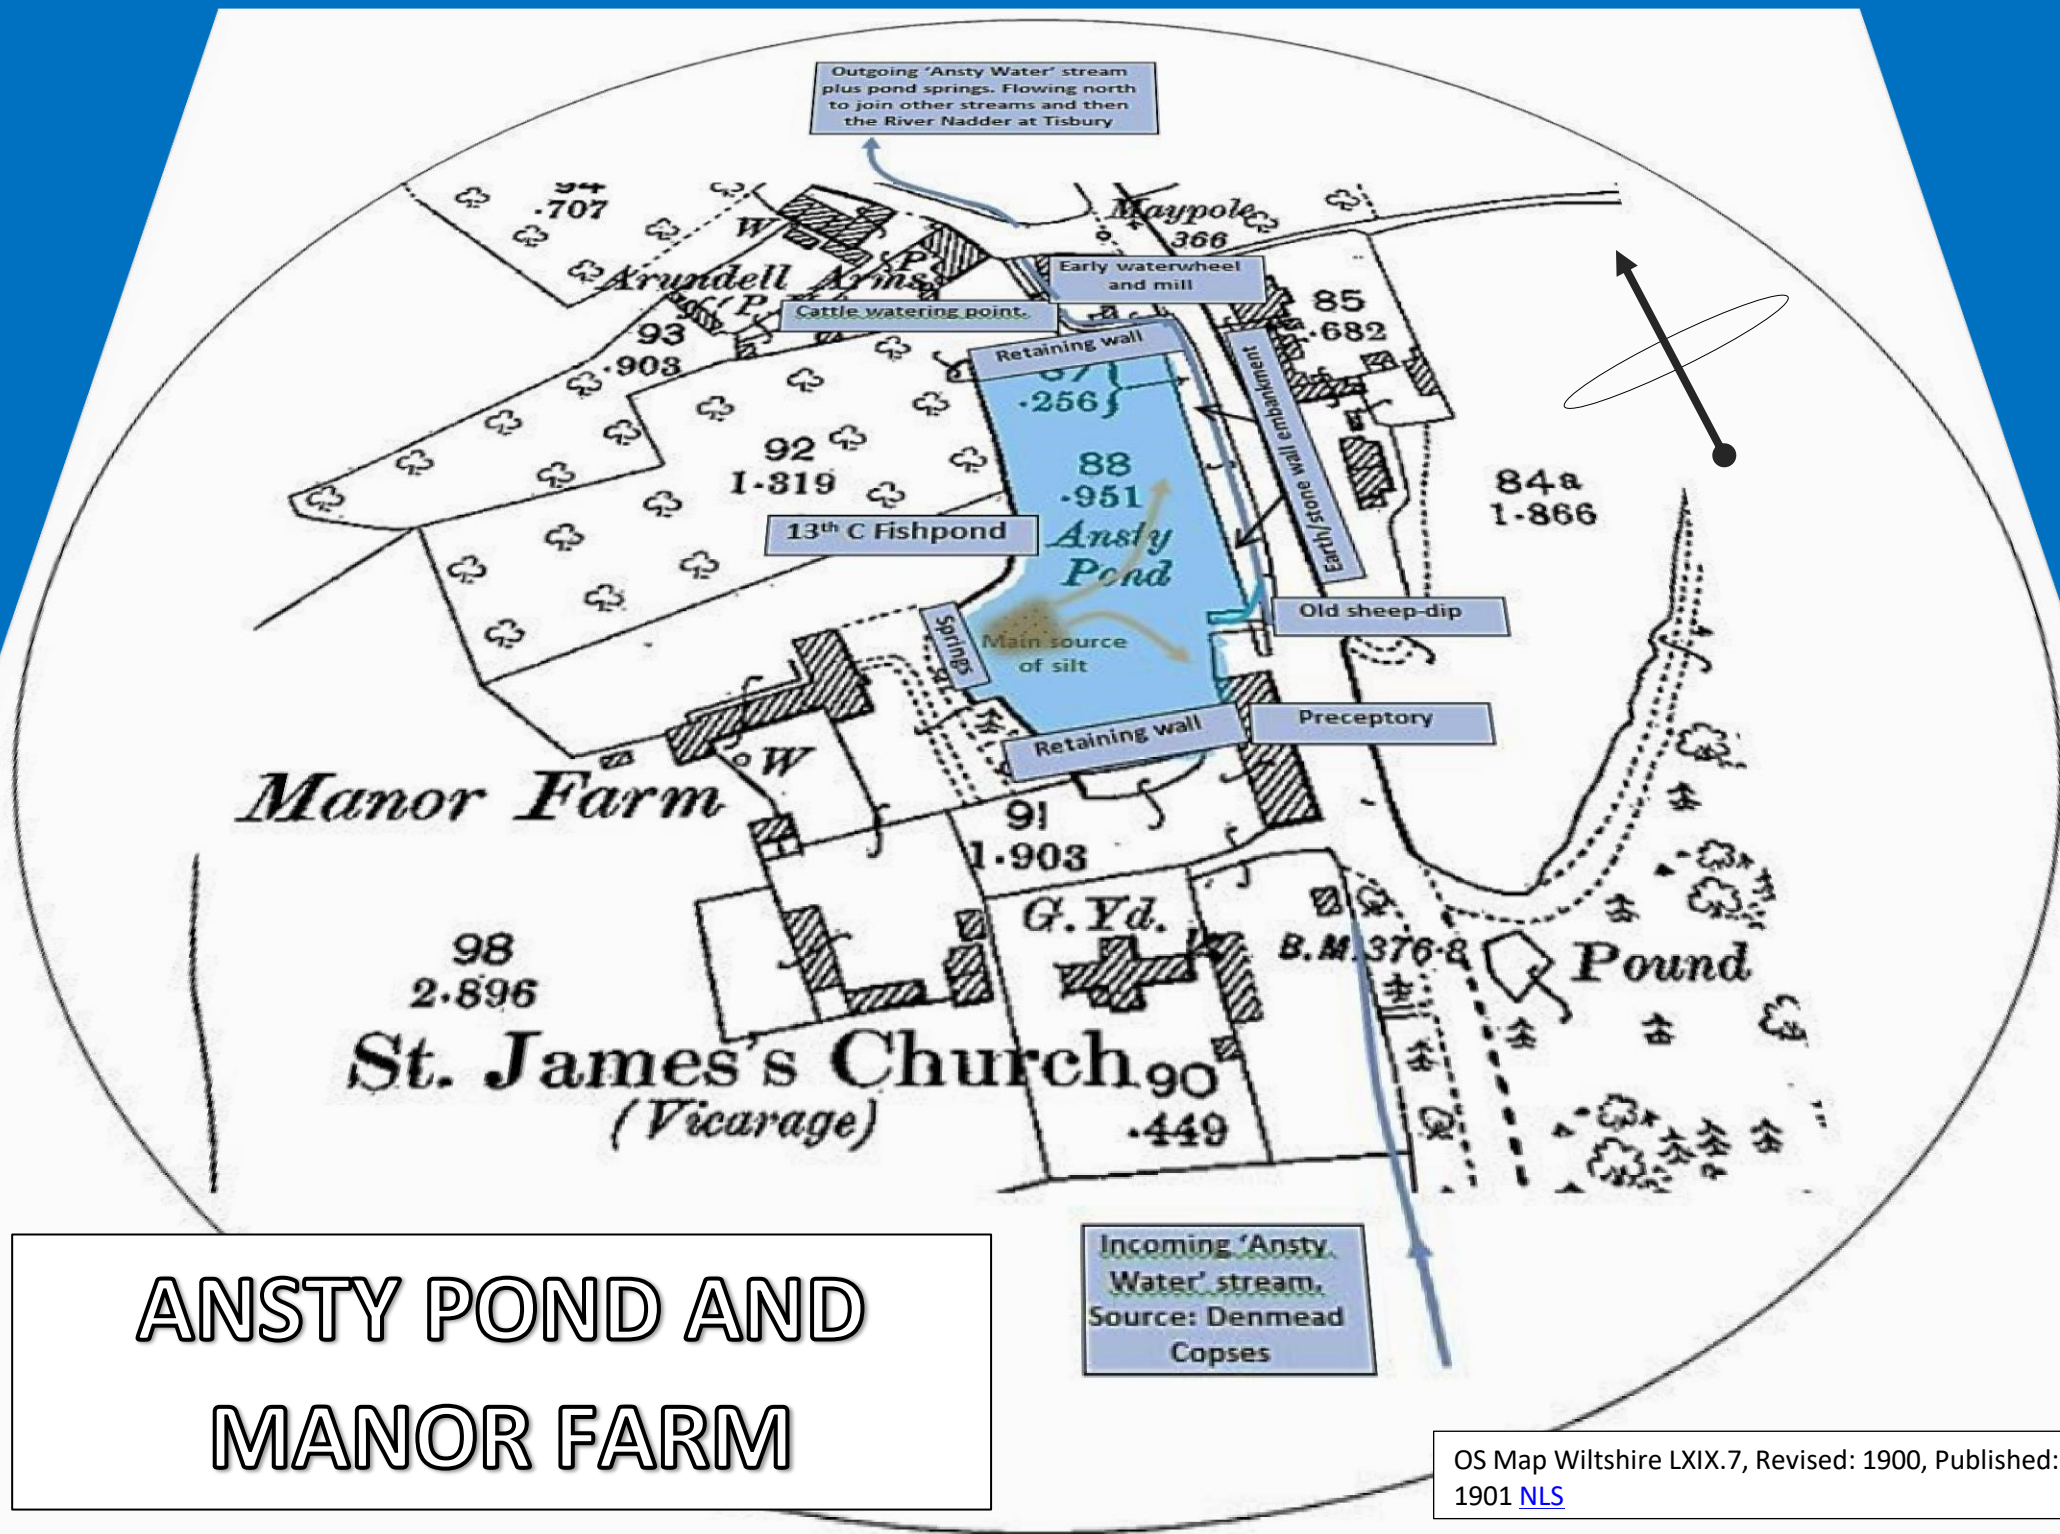 Outgoing ‘Ansty Water’ stream
plus pond springs. Flowing north
to join other streams and then
the River Nadder at Tisbury
.707
W
Maypole
366
Arundell Arms
P.
P.
Early waterwheel
and mill
Cattle watering point.
93
.903
85
.682
Retaining wall
87
.256
Earth/stone wall embankment
92
1.319
88
.951
Ansty
Pond
84a
1.866
13th C Fishpond
Springs
Main source
of silt
Old sheep-dip
Preceptory
Retaining wall
W
Manor Farm
91
1.903
G.Yd.
B.M.376.8
Pound
98
2.896
St. James's Church
(Vicarage)
90
.449
Incoming ‘Ansty
Water’ stream.
Source: Denmead
Copses
ANSTY POND AND
MANOR FARM
OS Map Wiltshire LXIX.7, Revised: 1900, Published:
1901 NLS